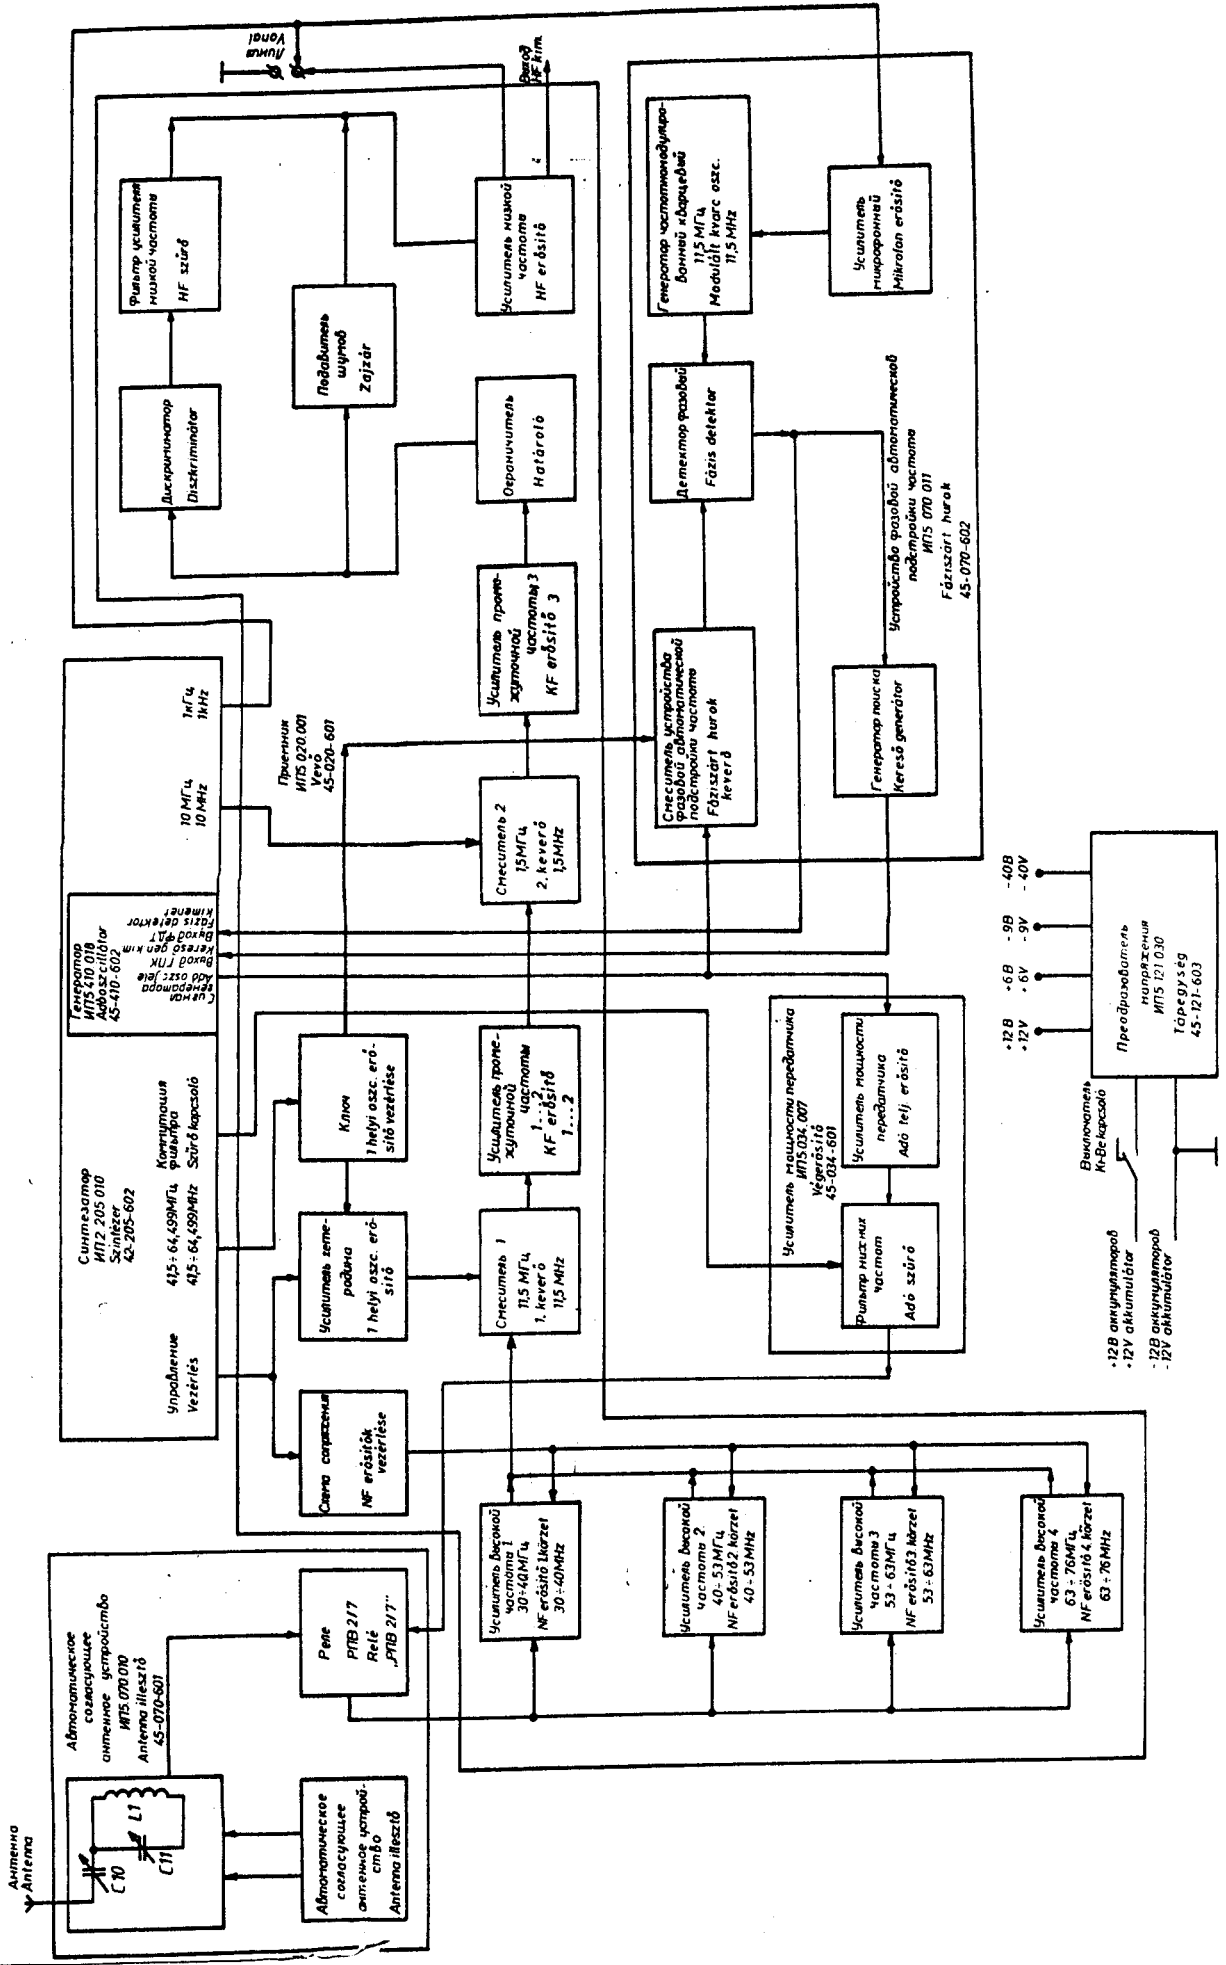 Антенна
Antenna
C10
C11
L1
Автоматическое
согласующее
антенное устройство
ИП5.070.010
Antenna illesztő
45-070-601
Автоматическое
согласующее
антенное устрой-
ство
Antenna illesztő
Реле
РПВ 2/7
Relé
„РПВ 2/7"
Синтезатор
ИП2 205 010
Szintézer
42-205-602
Управление
Vezérlés
41,5÷64,499МГц
41,5÷64,499MHz
Коммутация
фильтра
Szűrő kapcsoló
Генератор
ИП5 410 018
Adóoszcillátor
45-410-602
Сигнал
генератора
Adó oszc. jele
Выход ГПК
Kereső gen kim
Выход ФДТ
Fázis detektor
kimenet
10 МГц
10 MHz
1кГц
1kHz
Схема сопряжения
NF erősítők
vezérlése
Усилитель гете-
родина
1 helyi oszc. erő-
sítő
Ключ
1 helyi oszc. erő-
sítő vezérlése
Приемник
ИП5 020.001
Vevő
45-020-601
Усилитель Высокой
частота 1
30÷40МГц
NF erősítő 1.körzet
30÷40MHz
Усилитель высокой
частота 2.
40÷53МГц
NF erősítő 2 körzet
40÷53MHz
Усилитель Высокой
частота 3
53÷63МГц
NF erősítő 3 körzet
53÷63MHz
Усилитель высокой
частота 4
63÷76МГц
NF erősítő 4 körzet
63÷76MHz
Смеситель 1
11,5 МГц
1. keverő
11,5 MHz
Усилитель проме-
жуточной
частоты
1...2
KF erősítő
1...2
Смеситель 2
1,5МГц
2. keverő
1,5MHz
Усилитель проме-
жуточной
частоты 3
KF erősítő 3
Ограничитель
Határoló
Дискриминатор
Diszkriminátor
Фильтр усилителя
низкой частота
HF szűrő
Подавитель
шумов
Zajzár
Усилитель низкой
частота
HF erősítő
Линия
Vonal
Выход
HF kim.
Усилитель мощности передатчика
ИП5.034.007
Végerősítő
45-034-601
Фильтр нижних
частот
Adó szűrő
Усилитель мощности
передатчика
Adó telj. erősítő
Смеситель устройства
фазовой автоматической
подстройки частота
Fáziszárt hurok
keverő
Детектор фазовый
Fázis detektor
Генератор частотномодулиро-
ванный кварцевый
11,5 МГц
Modulált kvarc oszc.
11,5 MHz
Генератор поиска
Kereső generátor
Усилитель
микрофонный
Mikrofon erősítő
Устройство фазовой автоматической
подстройки частота
ИП5 070 011
Fáziszárt hurok
45-070-602
+12В аккумуляторов
+12V akkumulátor
-12В аккумуляторов
-12V akkumulátor
Выключатель
Ki-Be kapcsoló
+12В
+12V
+6В
+6V
-9В
-9V
-40В
-40V
Преодразователь
напряжения
ИП5 121 030
Tápegység
45-121-603